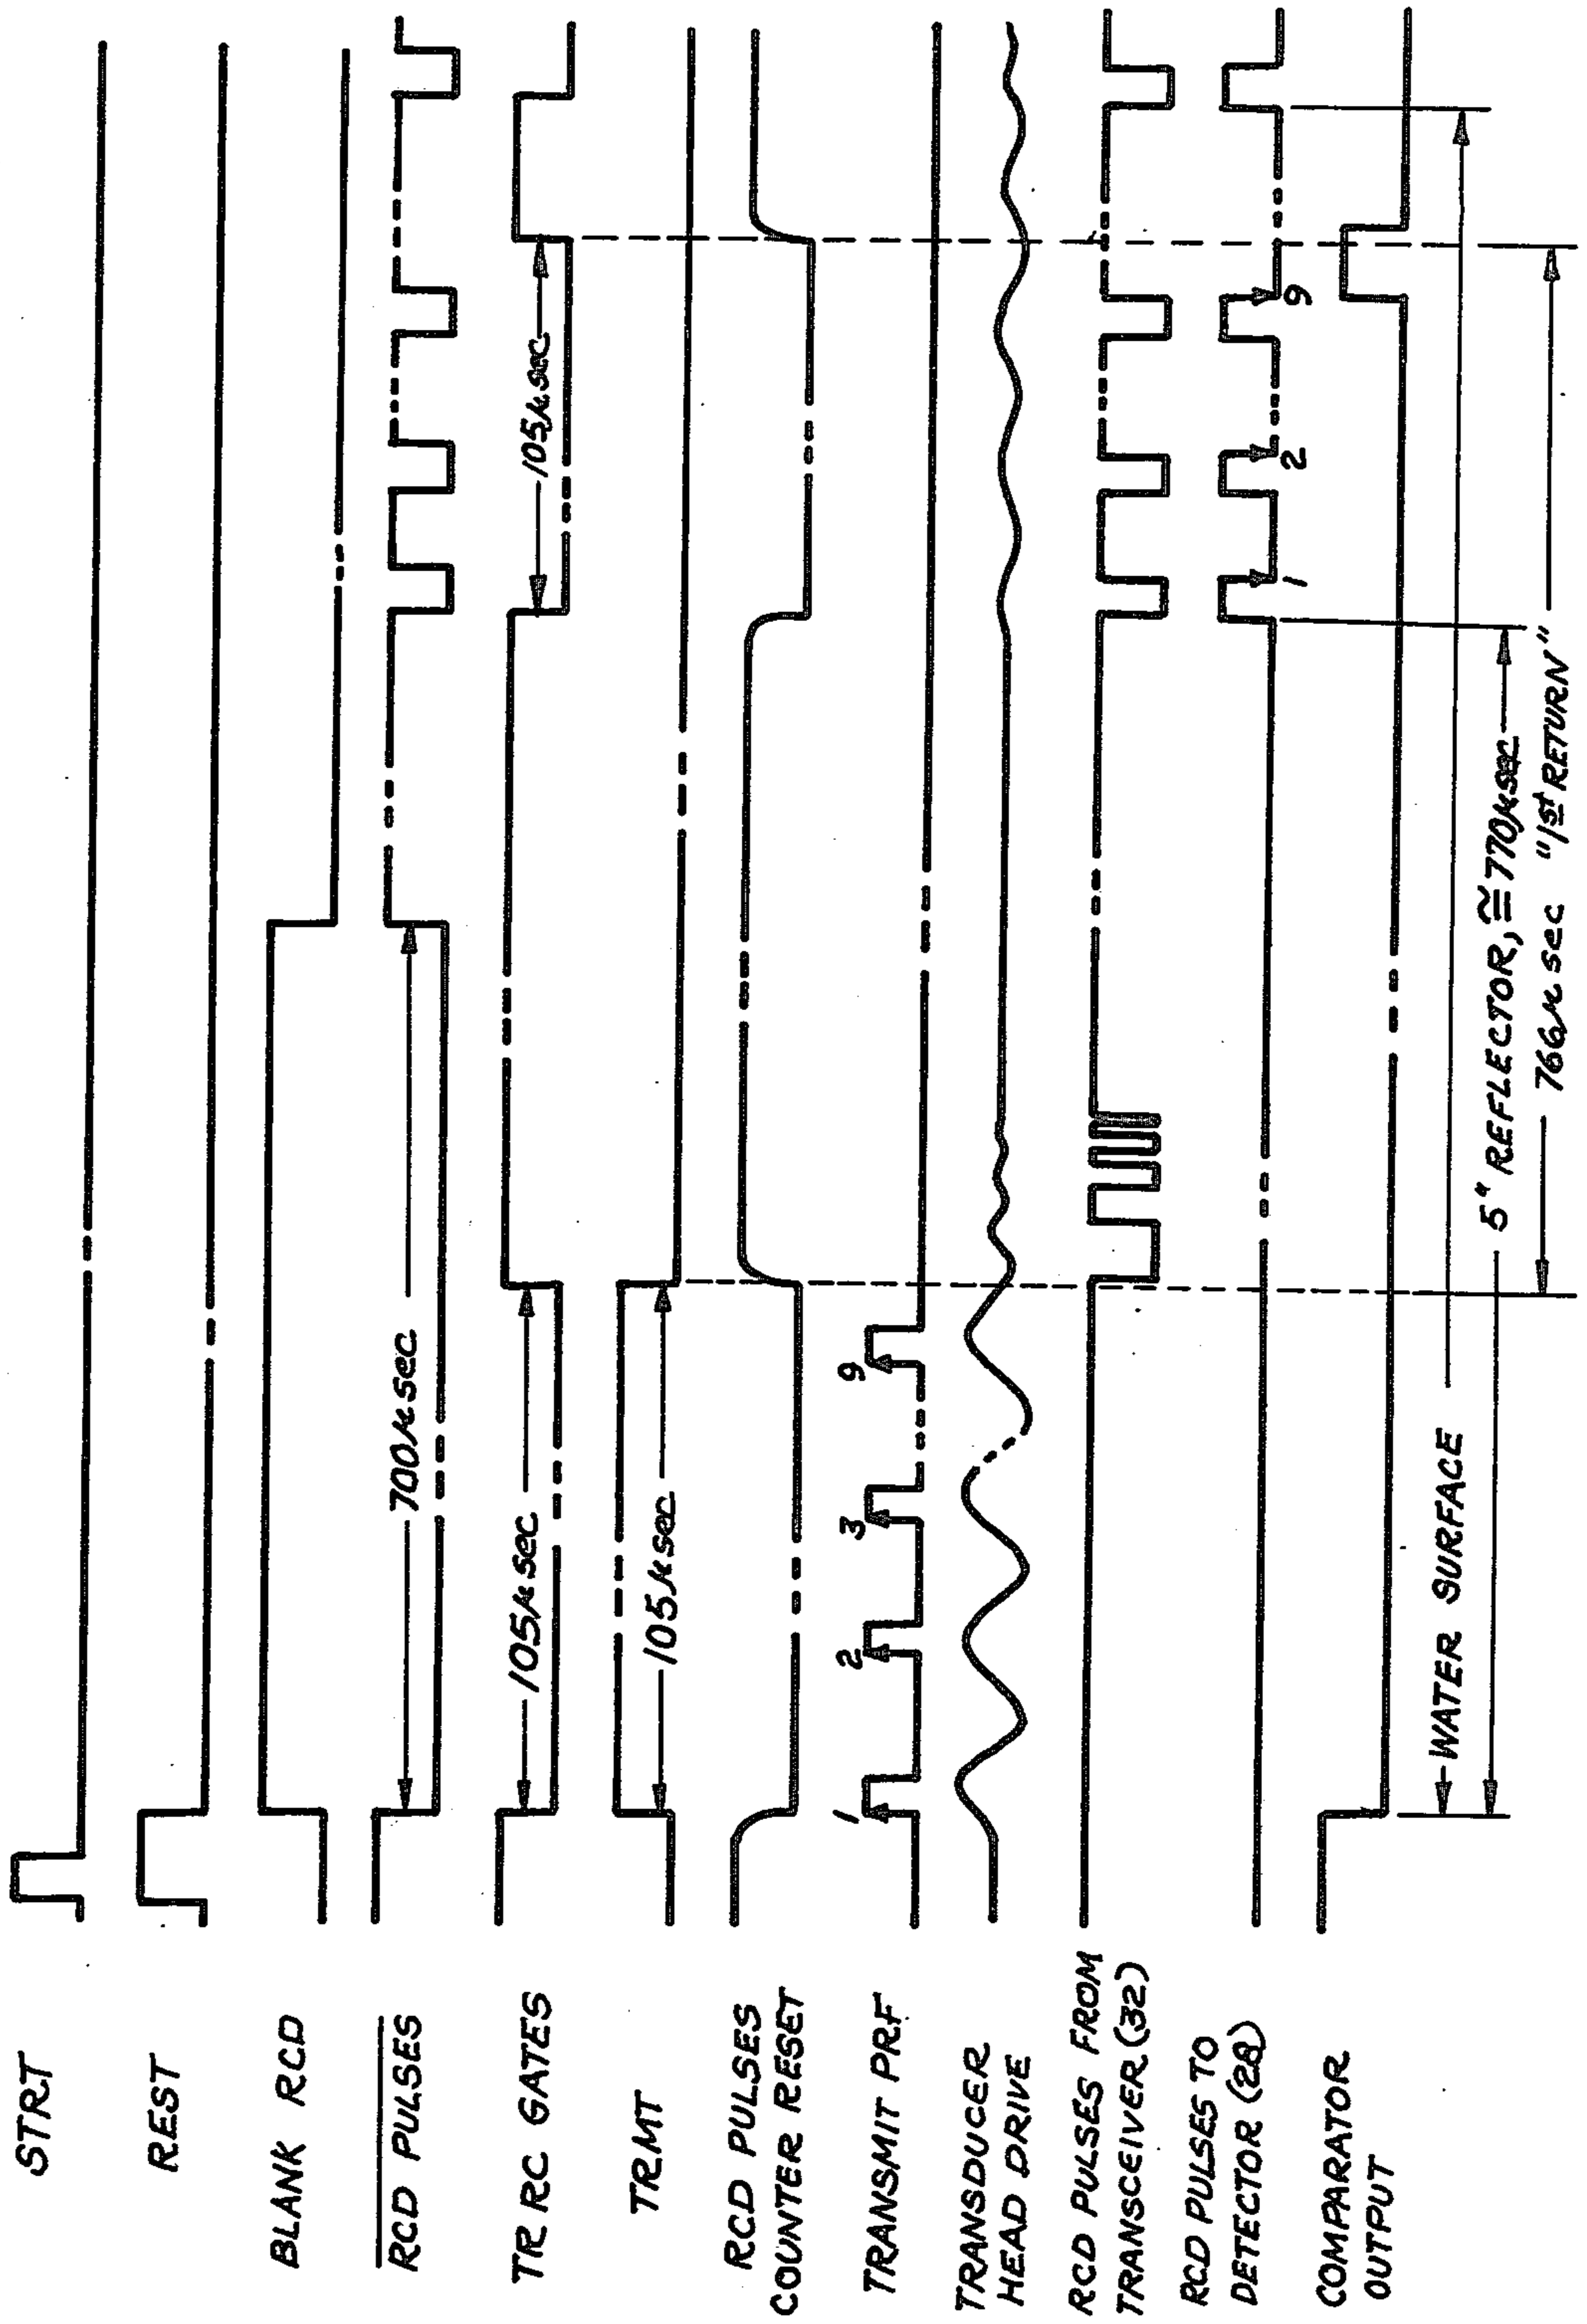 STRT
REST
BLANK RCD
RCD PULSES
700μsec
TR RC GATES
105μsec
105μsec
TRMT
105μsec
RCD PULSES
COUNTER RESET
TRANSMIT PRF
1
2
3
9
TRANSDUCER
HEAD DRIVE
RCD PULSES FROM
TRANSCEIVER (32)
RCD PULSES TO
DETECTOR (28)
1
2
9
COMPARATOR
OUTPUT
WATER SURFACE
5" REFLECTOR, ≅770μsec
766μsec "1st RETURN"